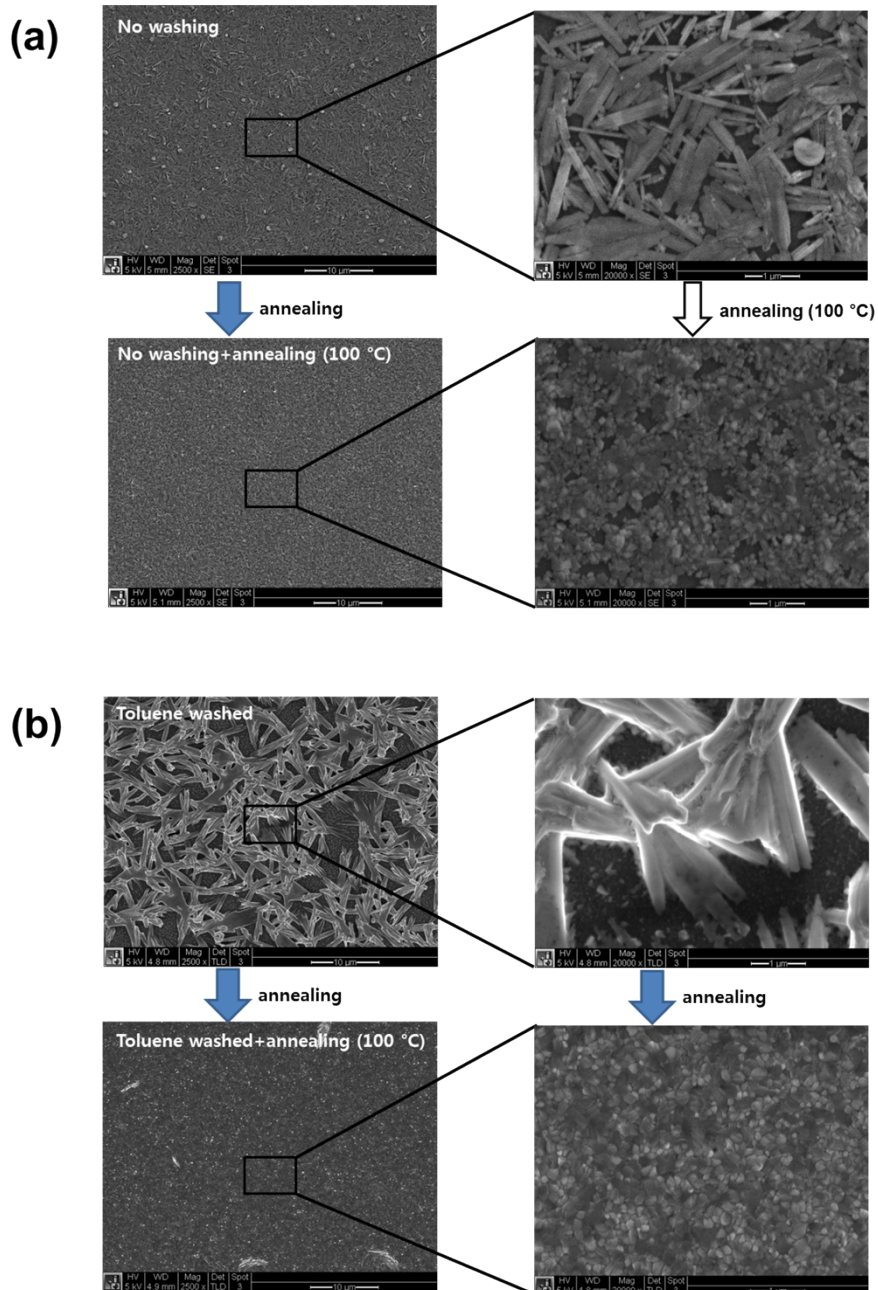 (a)
No washing
HV WD Mag Det Spot
5 kV 5 mm 2500 x SE 3 10 µm
HV WD Mag Det Spot
5 kV 5 mm 20000 x SE 3 1 µm
annealing
annealing (100 °C)
No washing+annealing (100 °C)
HV WD Mag Det Spot
5 kV 5.1 mm 2500 x SE 3 10 µm
HV WD Mag Det Spot
5 kV 5.1 mm 20000 x SE 3 1 µm
(b)
Toluene washed
HV WD Mag Det Spot
5 kV 4.8 mm 2500 x TLD 3 10 µm
HV WD Mag Det Spot
5 kV 4.8 mm 20000 x TLD 3 1 µm
annealing
annealing
Toluene washed+annealing (100 °C)
HV WD Mag Det Spot
5 kV 4.9 mm 2500 x TLD 3 10 µm
HV WD Mag Det Spot